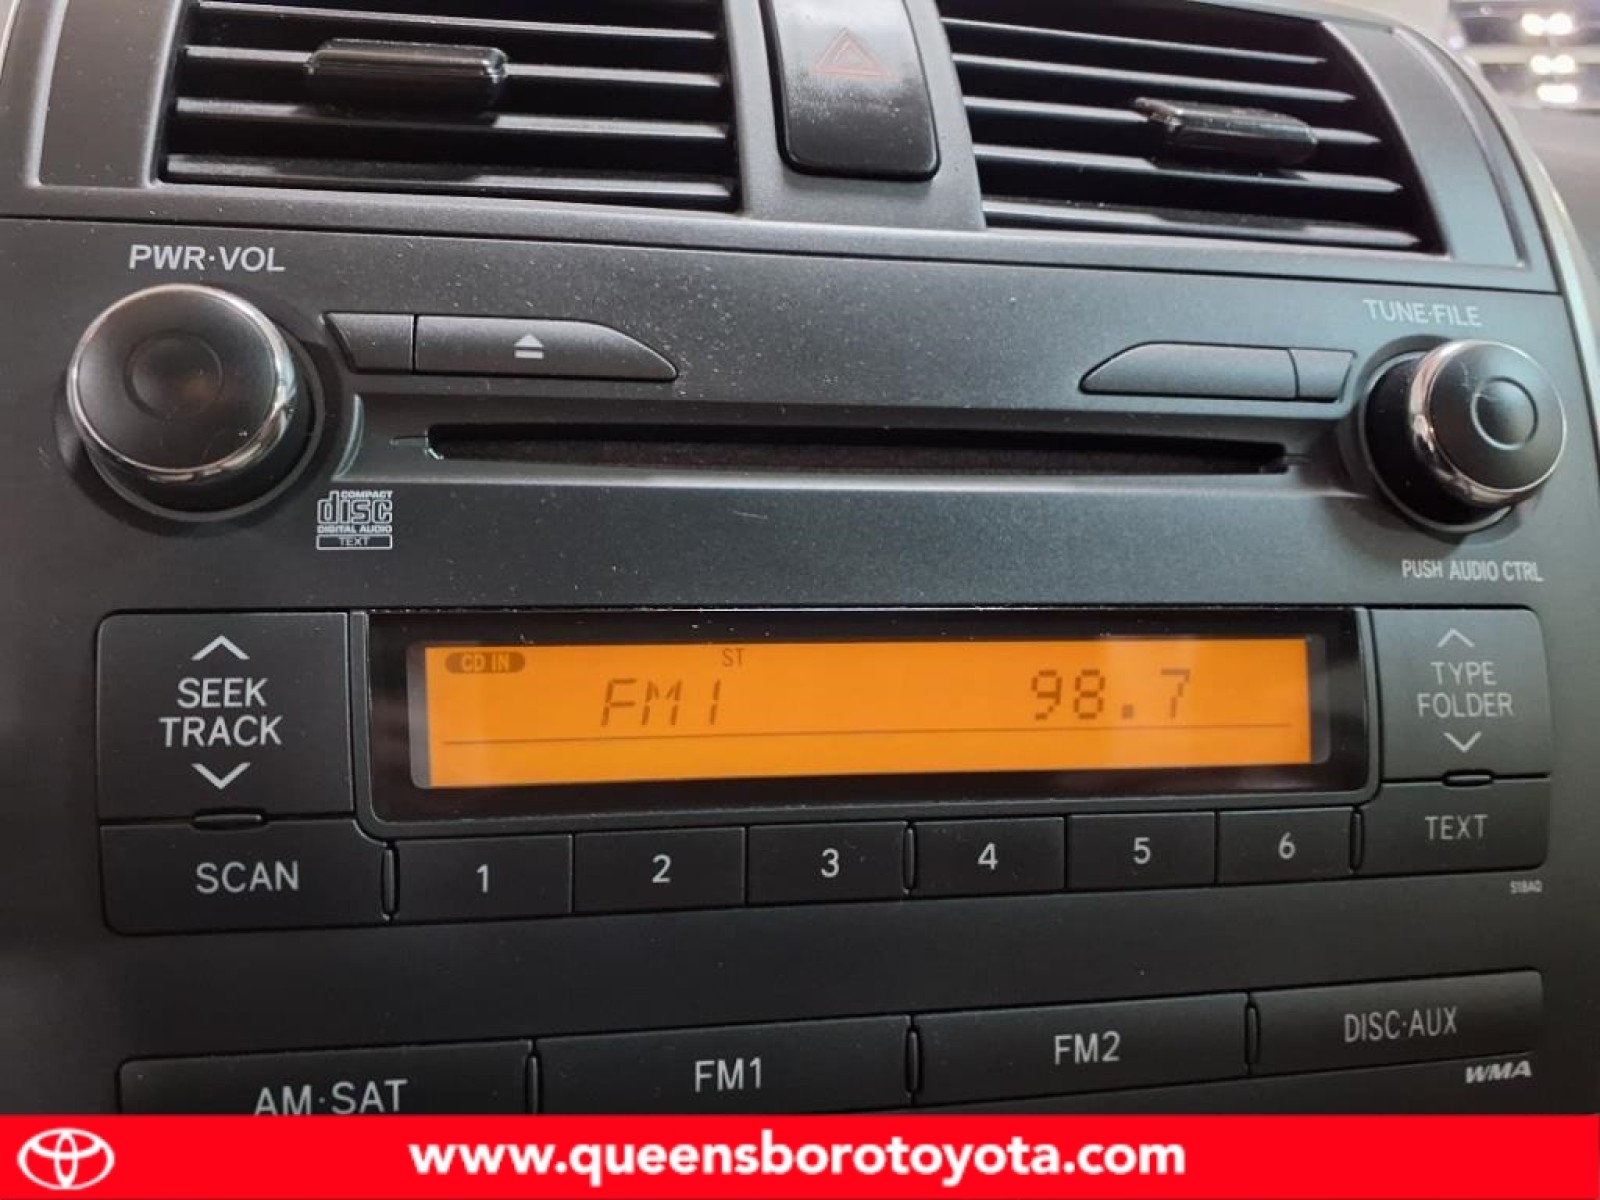 PWR·VOL
TUNE·FILE
COMPACT
disc
DIGITAL AUDIO
TEXT
PUSH AUDIO CTRL
SEEK
TRACK
CD IN
ST
FM1
98.7
TYPE
FOLDER
SCAN
1
2
3
4
5
6
TEXT
518AQ
AM·SAT
FM1
FM2
DISC·AUX
WMA
www.queensborotoyota.com